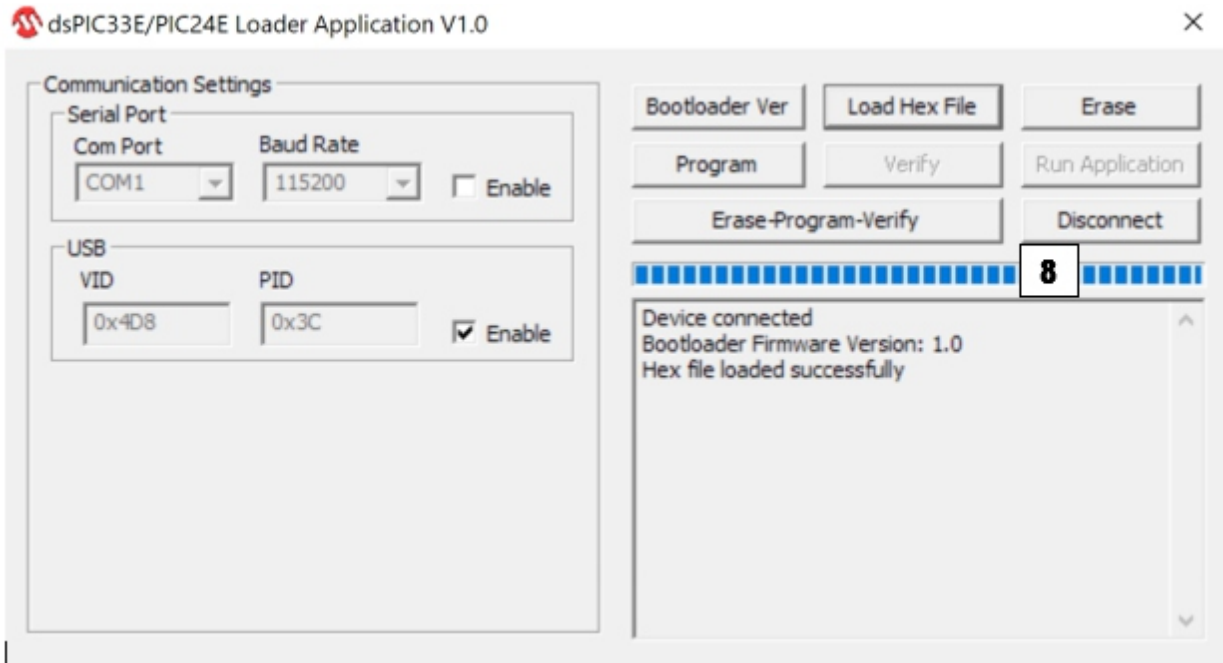 dsPIC33E/PIC24E Loader Application V1.0
Communication Settings
Serial Port
Com Port Baud Rate
COM1 115200 Enable
USB
VID PID
0x4D8 0x3C Enable
Bootloader Ver Load Hex File Erase
Program Verify Run Application
Erase-Program-Verify Disconnect
8
Device connected
Bootloader Firmware Version: 1.0
Hex file loaded successfully